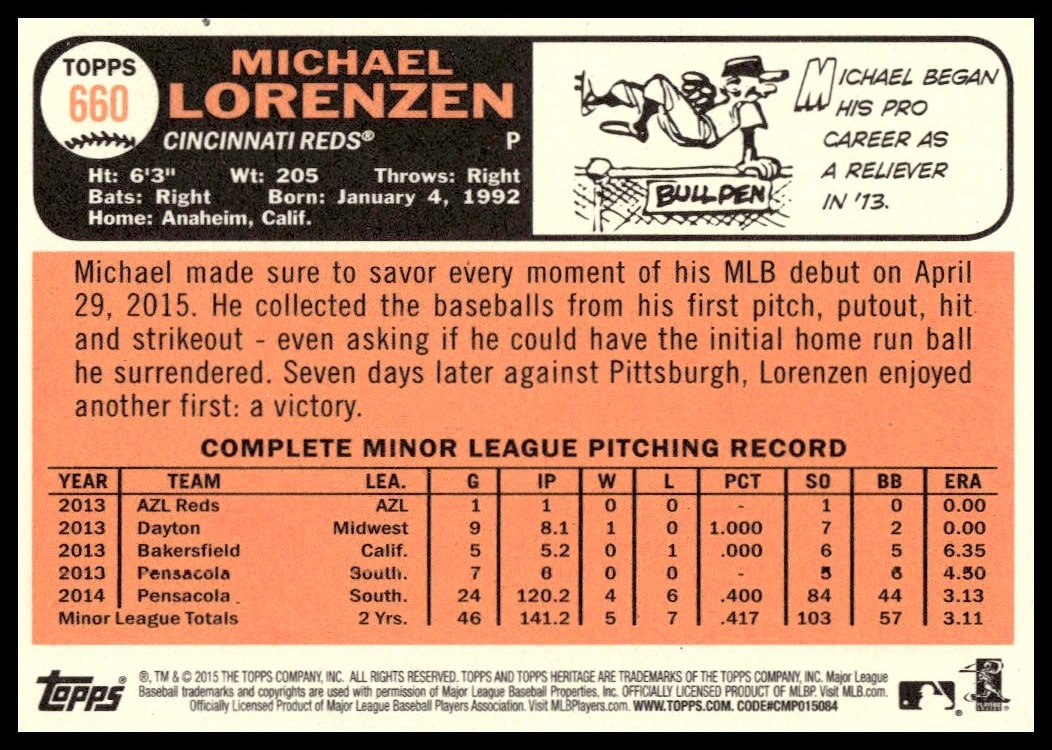 TOPPS
660
MICHAEL
LORENZEN
CINCINNATI REDS® P
Ht: 6'3" Wt: 205 Throws: Right
Bats: Right Born: January 4, 1992
Home: Anaheim, Calif.
BULLPEN
MICHAEL BEGAN
HIS PRO
CAREER AS
A RELIEVER
IN '13.
Michael made sure to savor every moment of his MLB debut on April
29, 2015. He collected the baseballs from his first pitch, putout, hit
and strikeout - even asking if he could have the initial home run ball
he surrendered. Seven days later against Pittsburgh, Lorenzen enjoyed
another first: a victory.
COMPLETE MINOR LEAGUE PITCHING RECORD
YEAR TEAM LEA. G IP W L PCT SO BB ERA
2013 AZL Reds AZL 1 1 0 0 - 1 0 0.00
2013 Dayton Midwest 9 8.1 1 0 1.000 7 2 0.00
2013 Bakersfield Calif. 5 5.2 0 1 .000 6 5 6.35
2013 Pensacola South. 7 6 0 0 - 5 6 4.50
2014 Pensacola South. 24 120.2 4 6 .400 84 44 3.13
Minor League Totals 2 Yrs. 46 141.2 5 7 .417 103 57 3.11
Topps®
®, TM & © 2015 THE TOPPS COMPANY, INC. ALL RIGHTS RESERVED. TOPPS AND TOPPS HERITAGE ARE TRADEMARKS OF THE TOPPS COMPANY, INC. Major League
Baseball trademarks and copyrights are used with permission of Major League Baseball Properties, Inc. OFFICIALLY LICENSED PRODUCT OF MLBP. Visit MLB.com.
Officially Licensed Product of Major League Baseball Players Association. Visit MLBPlayers.com. WWW.TOPPS.COM. CODE#CMP015084